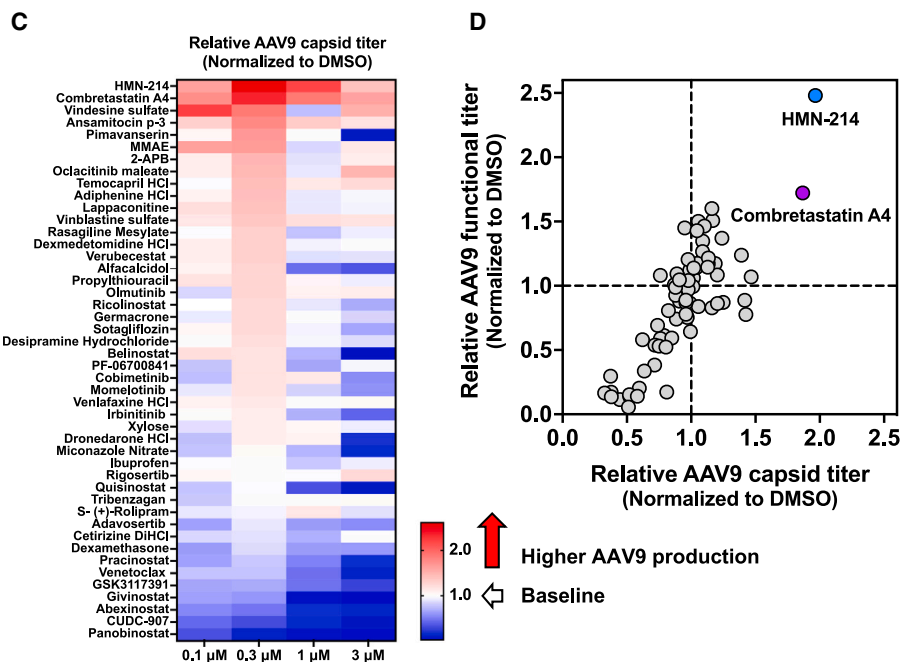 C
Relative AAV9 capsid titer
(Normalized to DMSO)
HMN-214
Combretastatin A4
Vindesine sulfate
Ansamitocin p-3
Pimavanserin
MMAE
2-APB
Oclacitinib maleate
Temocapril HCl
Adiphenine HCl
Lappaconitine
Vinblastine sulfate
Rasagiline Mesylate
Dexmedetomidine HCl
Verubecestat
Alfacalcidol
Propylthiouracil
Olmutinib
Ricolinostat
Germacrone
Sotagliflozin
Desipramine Hydrochloride
Belinostat
PF-06700841
Cobimetinib
Momelotinib
Venlafaxine HCl
Irbinitinib
Xylose
Dronedarone HCl
Miconazole Nitrate
Ibuprofen
Rigosertib
Quisinostat
Tribenzagan
S- (+)-Rolipram
Adavosertib
Cetirizine DiHCl
Dexamethasone
Pracinostat
Venetoclax
GSK3117391
Givinostat
Abexinostat
CUDC-907
Panobinostat
0.1 µM 0.3 µM 1 µM 3 µM
2.0
1.0
Higher AAV9 production
Baseline
D
Relative AAV9 functional titer
(Normalized to DMSO)
2.5
2.0
1.5
1.0
0.5
0.0
HMN-214
Combretastatin A4
0.0 0.5 1.0 1.5 2.0 2.5
Relative AAV9 capsid titer
(Normalized to DMSO)